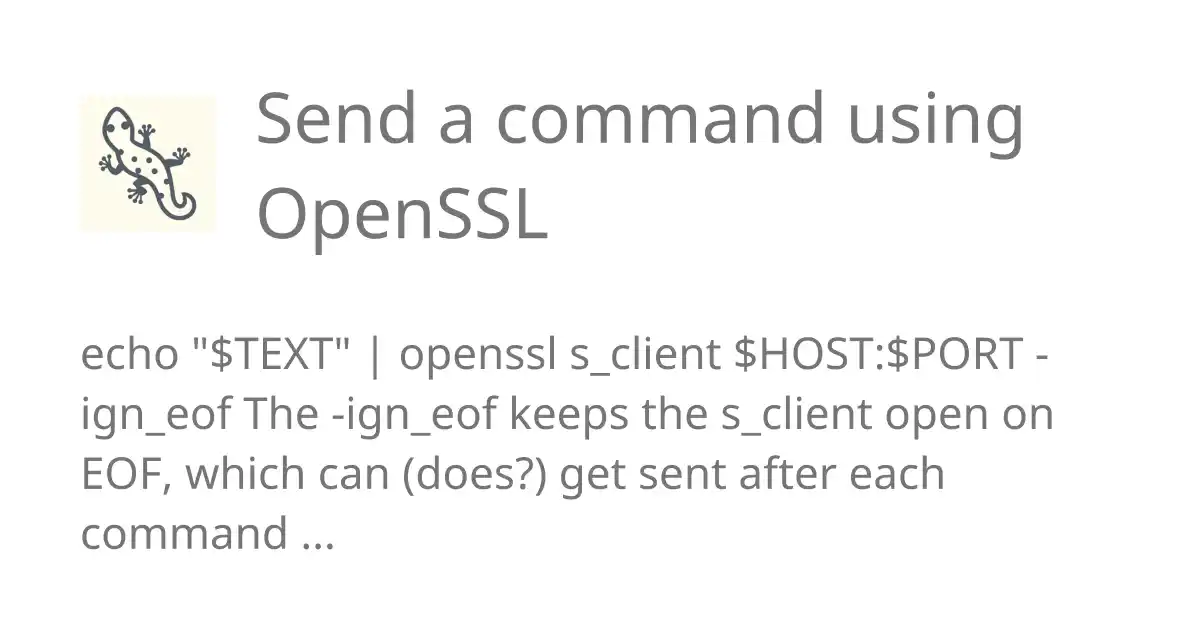 Send a command using
OpenSSL
echo "$TEXT" | openssl s_client $HOST:$PORT -
ign_eof The -ign_eof keeps the s_client open on
EOF, which can (does?) get sent after each
command ...